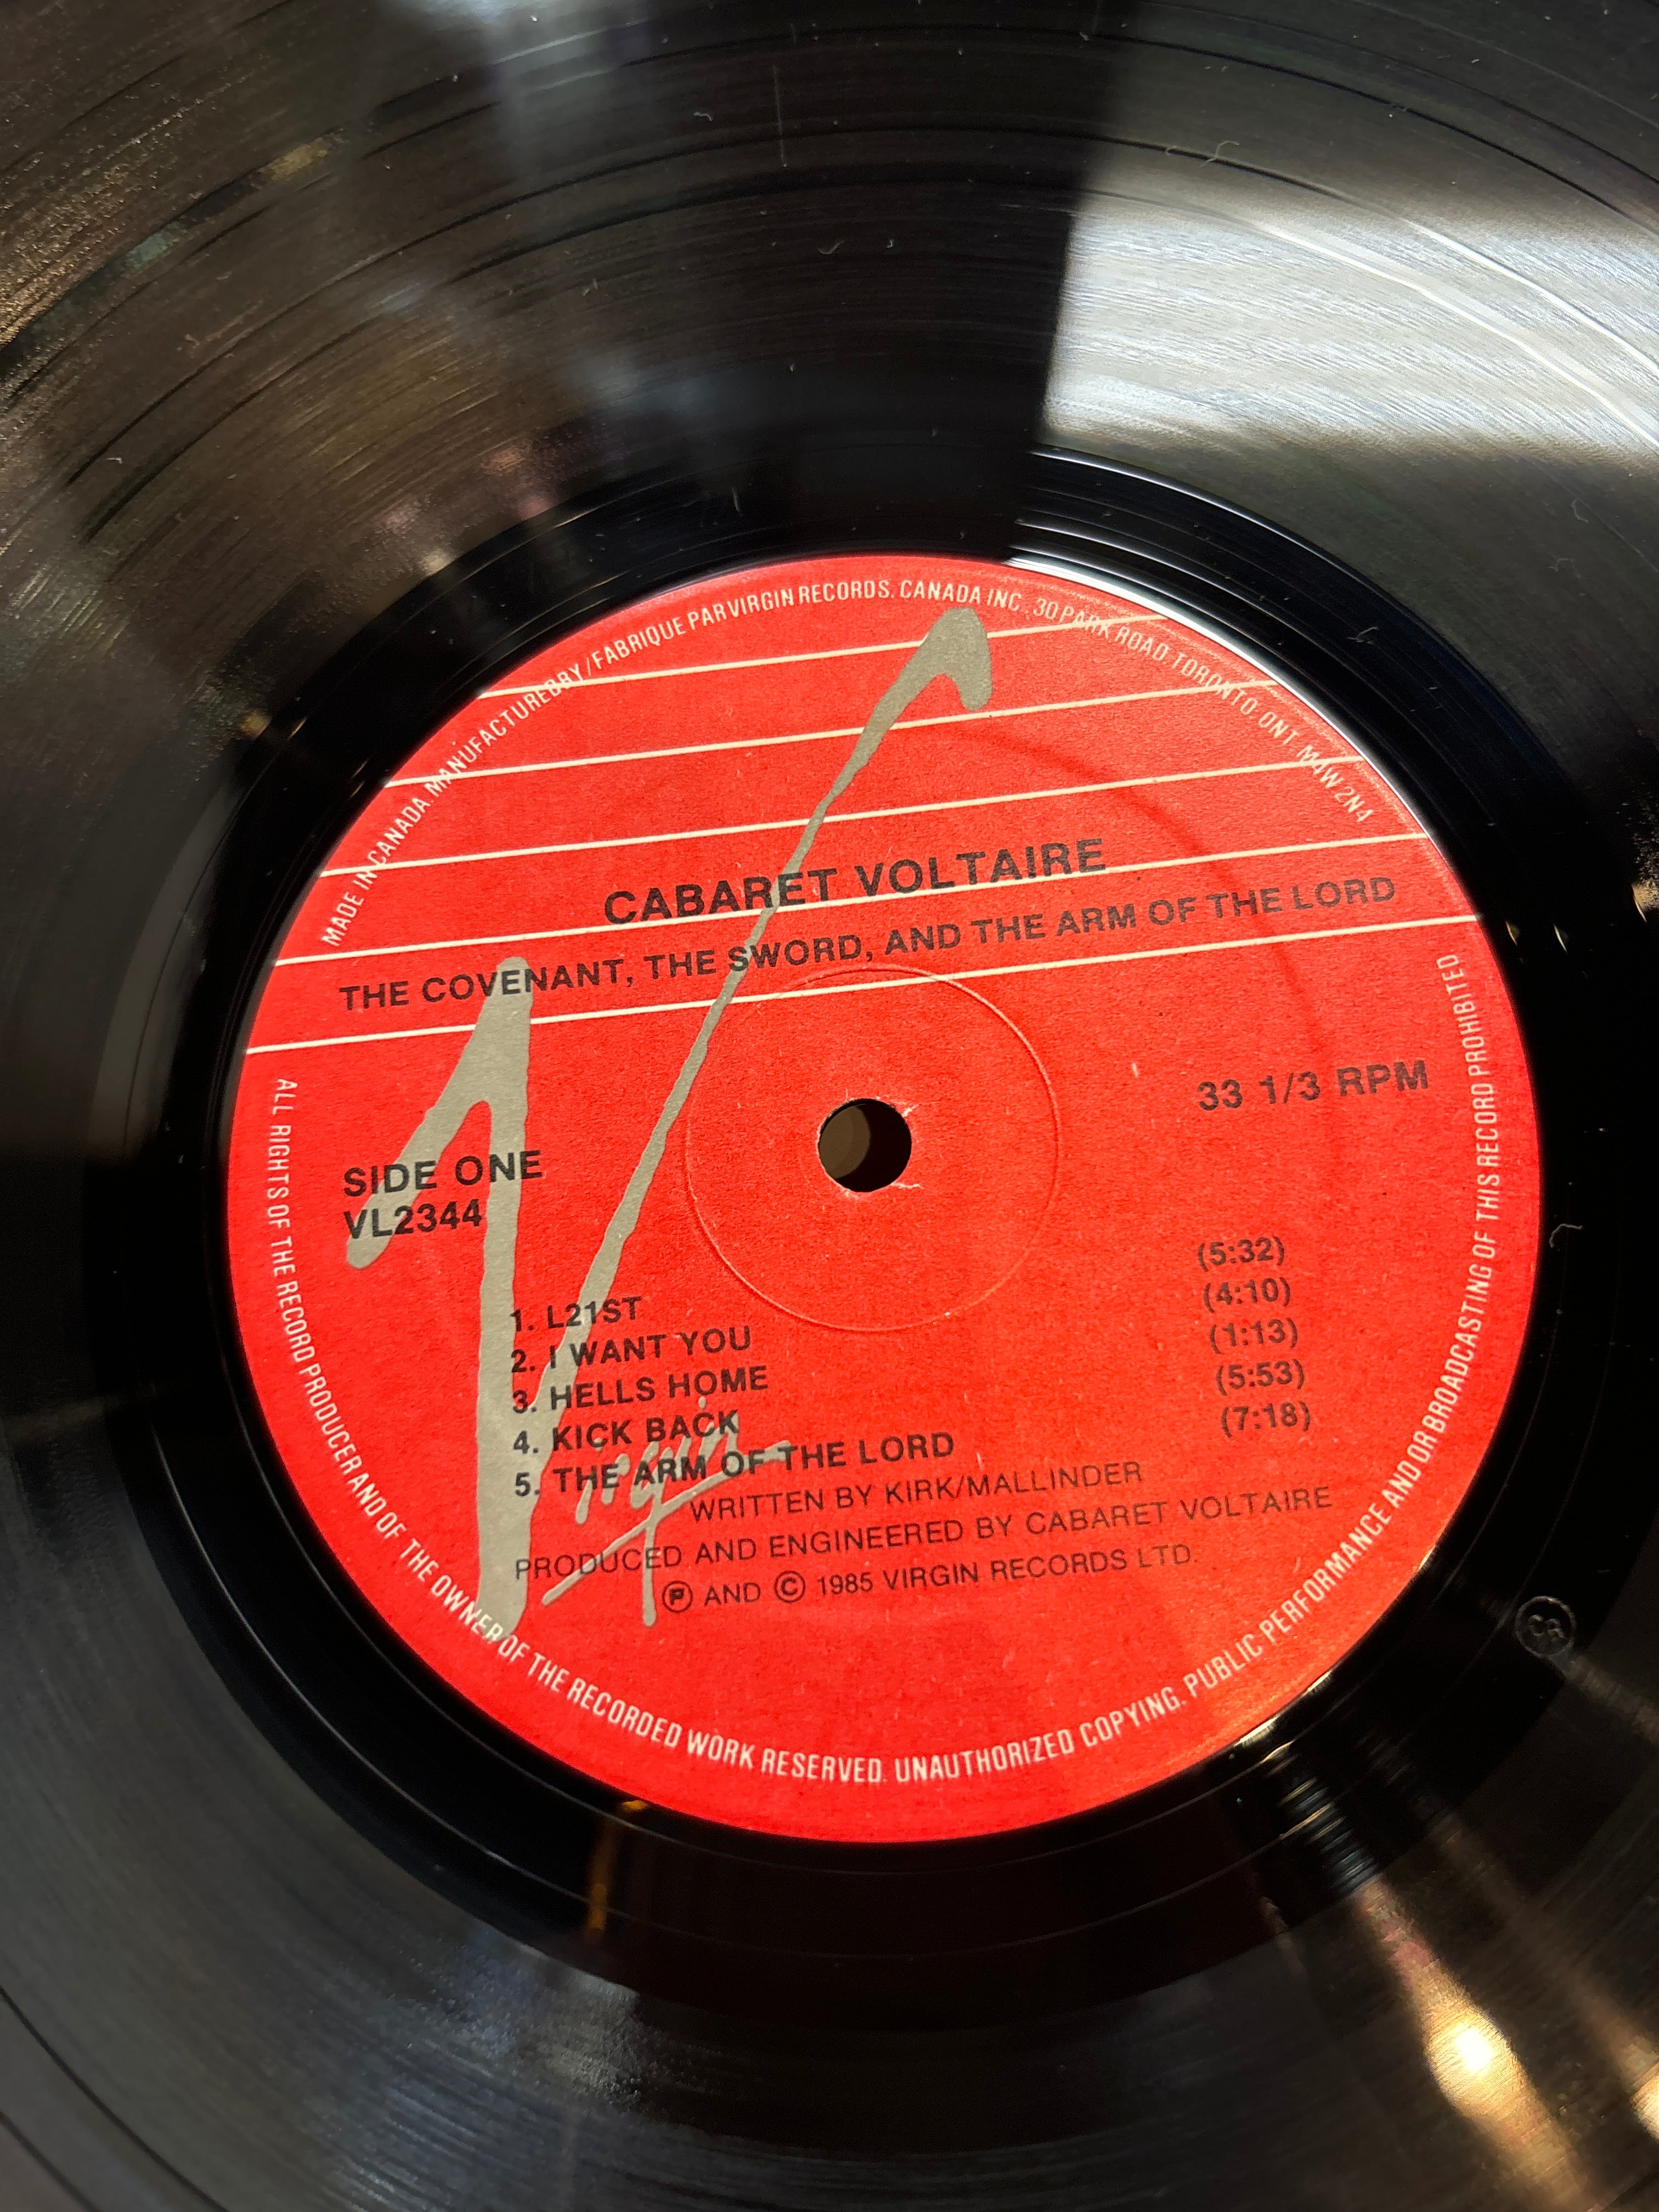 MADE IN CANADA. MANUFACTURED BY / FABRIQUE PAR VIRGIN RECORDS. CANADA INC., 30 PARK ROAD, TORONTO. ONT. M4W 2N4
CABARET VOLTAIRE
THE COVENANT, THE SWORD, AND THE ARM OF THE LORD
33 1/3 RPM
SIDE ONE
VL2344
1. L21ST (5:32)
2. I WANT YOU (4:10)
3. HELLS HOME (1:13)
4. KICK BACK (5:53)
5. THE ARM OF THE LORD (7:18)
Virgin
WRITTEN BY KIRK/MALLINDER
PRODUCED AND ENGINEERED BY CABARET VOLTAIRE
℗ AND © 1985 VIRGIN RECORDS LTD.
ALL RIGHTS OF THE RECORD PRODUCER AND OF THE OWNER OF THE RECORDED WORK RESERVED. UNAUTHORIZED COPYING. PUBLIC PERFORMANCE AND OR BROADCASTING OF THIS RECORD PROHIBITED